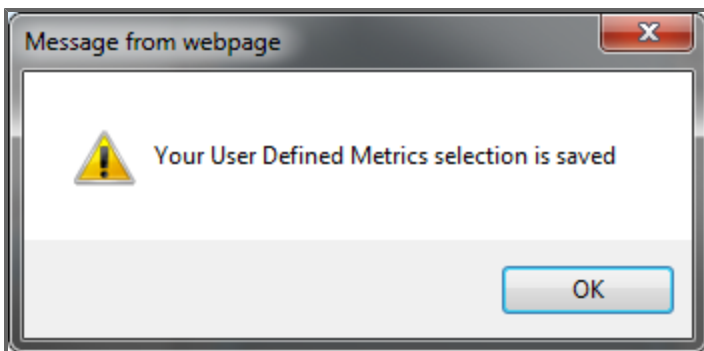 Message from webpage
Your User Defined Metrics selection is saved
OK